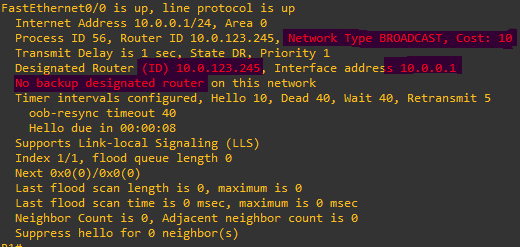 FastEthernet0/0 is up, line protocol is up
Internet Address 10.0.0.1/24, Area 0
Process ID 56, Router ID 10.0.123.245, Network Type BROADCAST, Cost: 10
Transmit Delay is 1 sec, State DR, Priority 1
Designated Router (ID) 10.0.123.245, Interface address 10.0.0.1
No backup designated router on this network
Timer intervals configured, Hello 10, Dead 40, Wait 40, Retransmit 5
oob-resync timeout 40
Hello due in 00:00:08
Supports Link-local Signaling (LLS)
Index 1/1, flood queue length 0
Next 0x0(0)/0x0(0)
Last flood scan length is 0, maximum is 0
Last flood scan time is 0 msec, maximum is 0 msec
Neighbor Count is 0, Adjacent neighbor count is 0
Suppress hello for 0 neighbor(s)
R1#